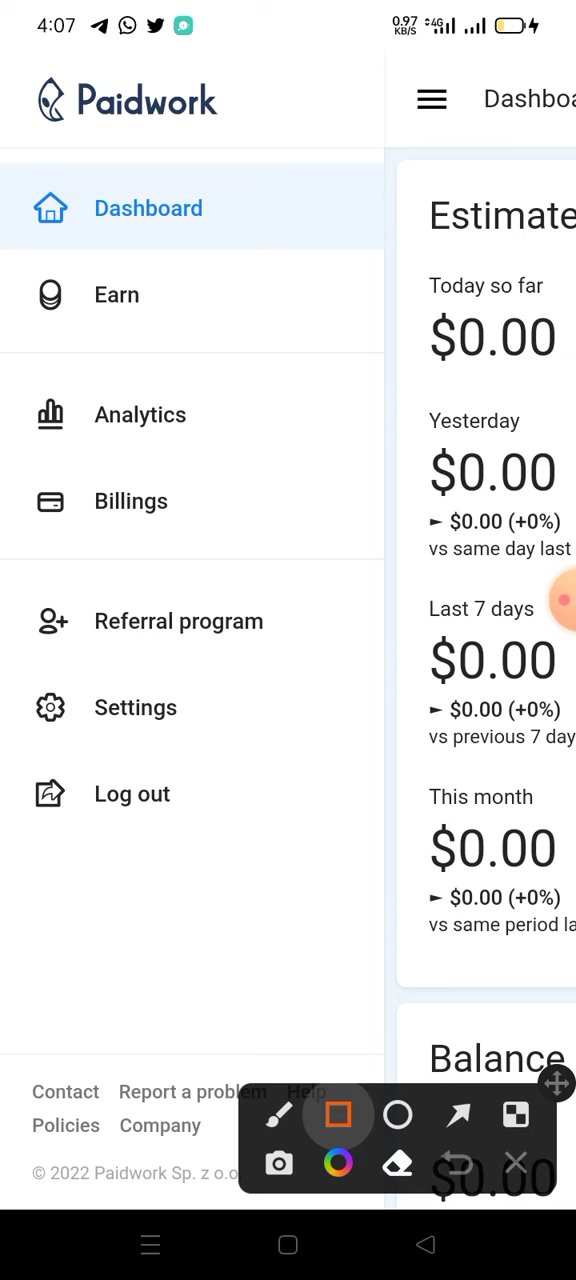 4:07
0.97 KB/S 4G
Paidwork
Dashboard
Earn
Analytics
Billings
Referral program
Settings
Log out
Contact Report a problem Help
Policies Company
© 2022 Paidwork Sp. z o.o
Dashboa
Estimate
Today so far
$0.00
Yesterday
$0.00
► $0.00 (+0%)
vs same day last
Last 7 days
$0.00
► $0.00 (+0%)
vs previous 7 day
This month
$0.00
► $0.00 (+0%)
vs same period la
Balance
$0.00